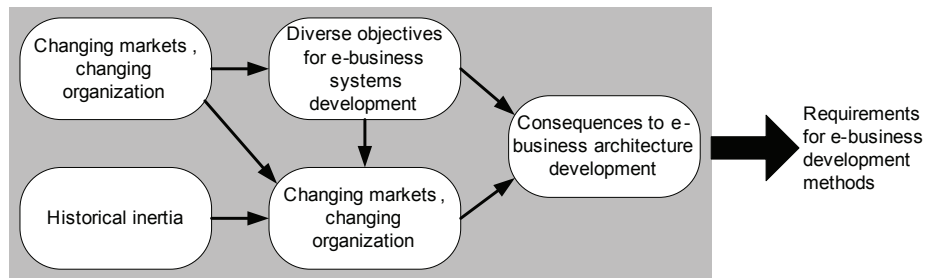 Changing markets ,
changing
organization
Diverse objectives
for e-business
systems
development
Consequences to e-
business architecture
development
Requirements
for e-business
development
methods
Historical inertia
Changing markets ,
changing
organization